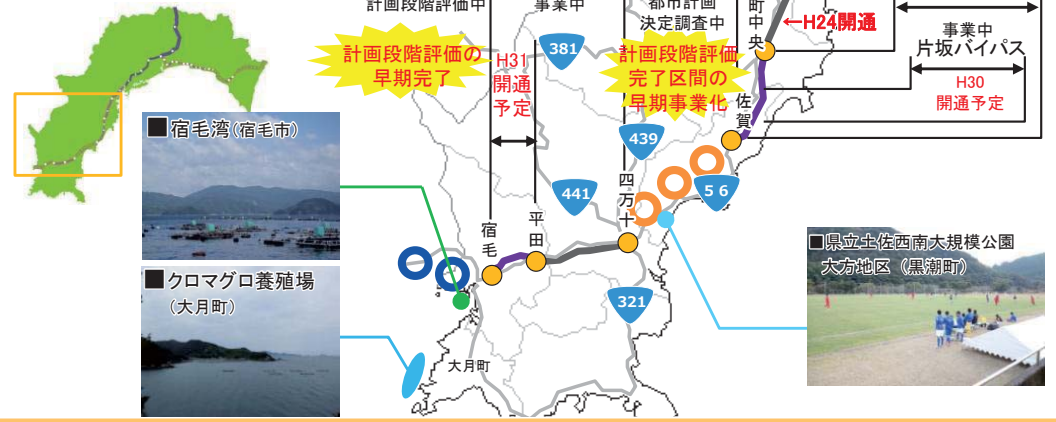 計画段階評価中
事業中
都市計画
決定調査中
町中央
←H24開通
事業中
片坂バイパス
H30
開通予定
計画段階評価の
早期完了
H31
開通
予定
381
計画段階評価
完了区間の
早期事業化
佐賀
439
56
441
四万十
平田
宿毛
321
大月町
■宿毛湾(宿毛市)
■クロマグロ養殖場
(大月町)
■県立土佐西南大規模公園
大方地区 (黒潮町)